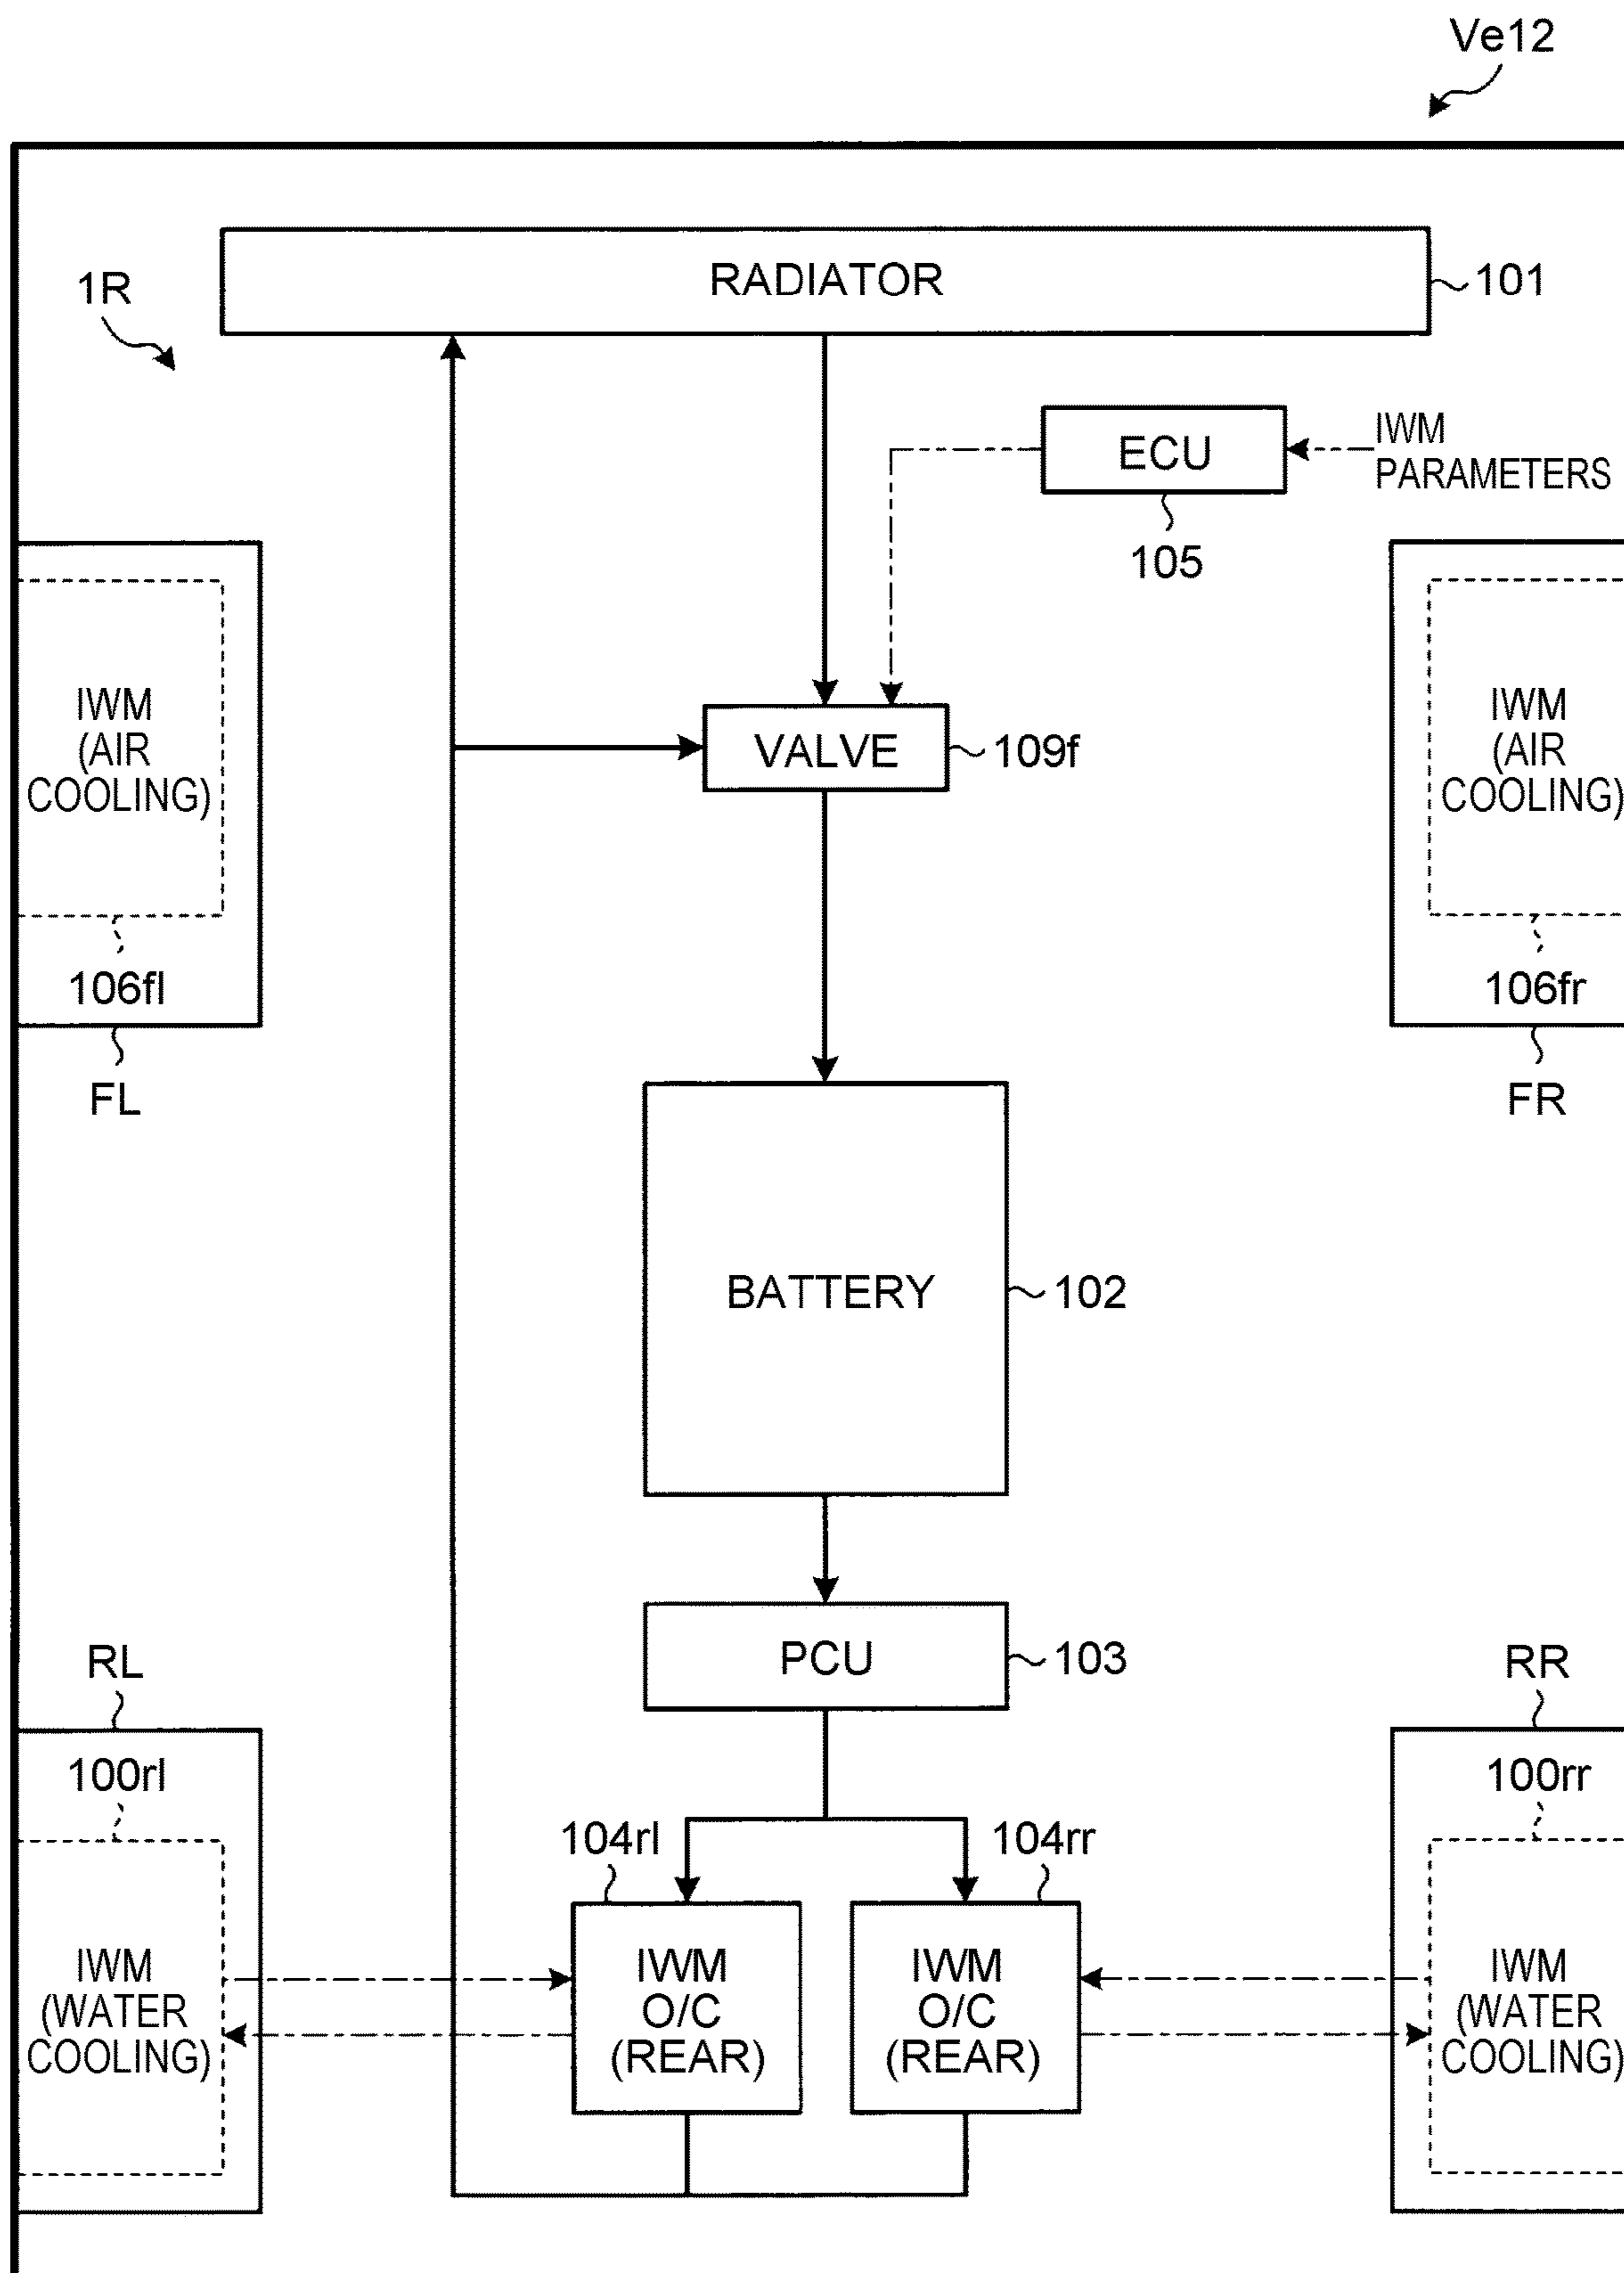 Ve12
RADIATOR
101
1R
ECU
IWM
PARAMETERS
105
IWM
(AIR
COOLING)
106fl
FL
VALVE
109f
IWM
(AIR
COOLING)
106fr
FR
BATTERY
102
PCU
103
RL
100rl
IWM
(WATER
COOLING)
104rl
IWM
O/C
(REAR)
104rr
IWM
O/C
(REAR)
RR
100rr
IWM
(WATER
COOLING)